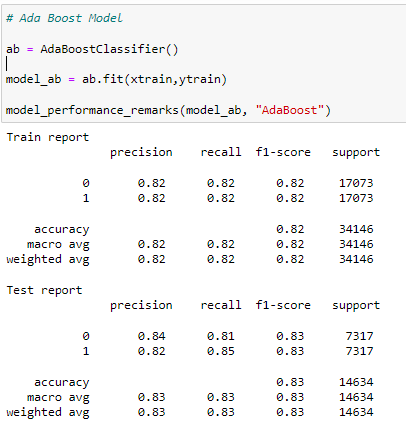 # Ada Boost Model
ab = AdaBoostClassifier()
model_ab = ab.fit(xtrain,ytrain)
model_performance_remarks(model_ab, "AdaBoost")
Train report
precision recall f1-score support
0 0.82 0.82 0.82 17073
1 0.82 0.82 0.82 17073
accuracy 0.82 34146
macro avg 0.82 0.82 0.82 34146
weighted avg 0.82 0.82 0.82 34146
Test report
precision recall f1-score support
0 0.84 0.81 0.83 7317
1 0.82 0.85 0.83 7317
accuracy 0.83 14634
macro avg 0.83 0.83 0.83 14634
weighted avg 0.83 0.83 0.83 14634